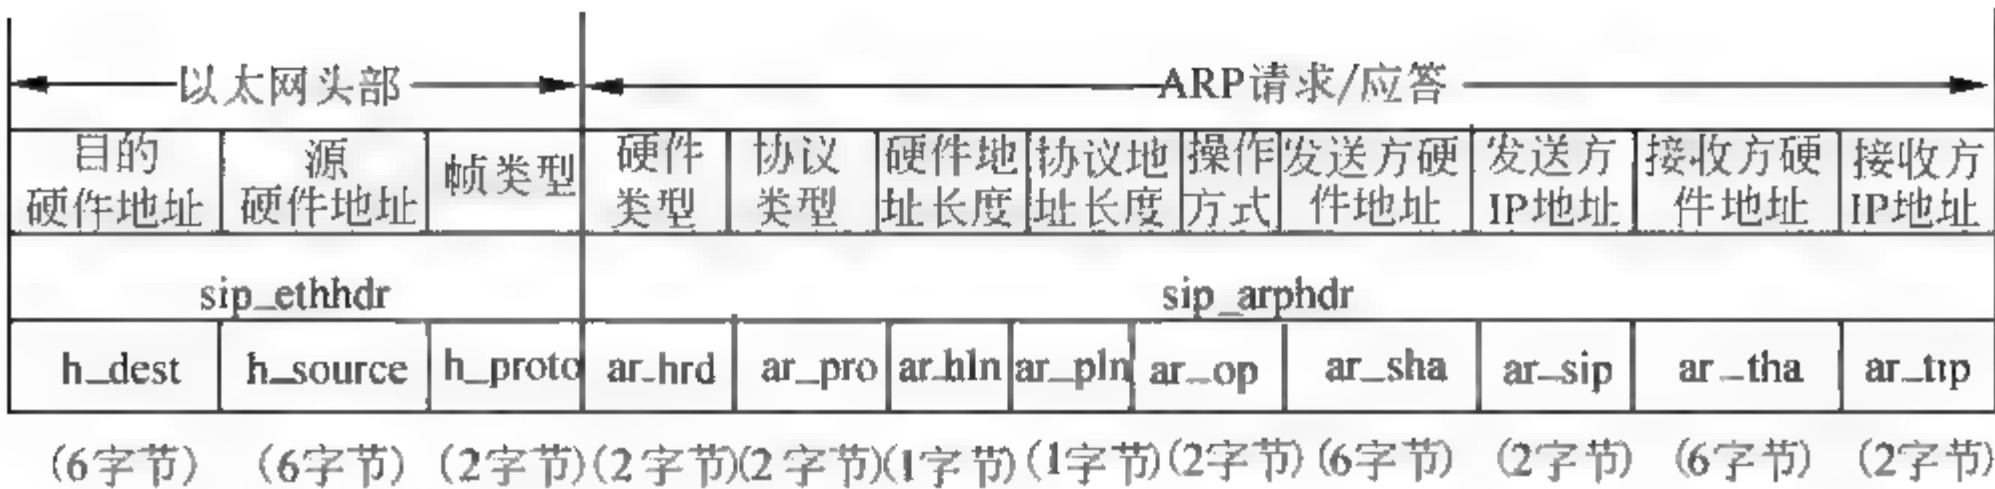 以太网头部 ARP请求/应答
目的 源 帧类型 硬件 协议 硬件地 协议地 操作 发送方硬 发送方 接收方硬 接收方
硬件地址 硬件地址 类型 类型 址长度 址长度 方式 件地址 IP地址 件地址 IP地址
sip_ethhdr sip_arphdr
h_dest h_source h_proto ar_hrd ar_pro ar_hln ar_pln ar_op ar_sha ar_sip ar_tha ar_tip
(6字节) (6字节) (2字节) (2字节) (2字节) (1字节) (1字节) (2字节) (6字节) (2字节) (6字节) (2字节)